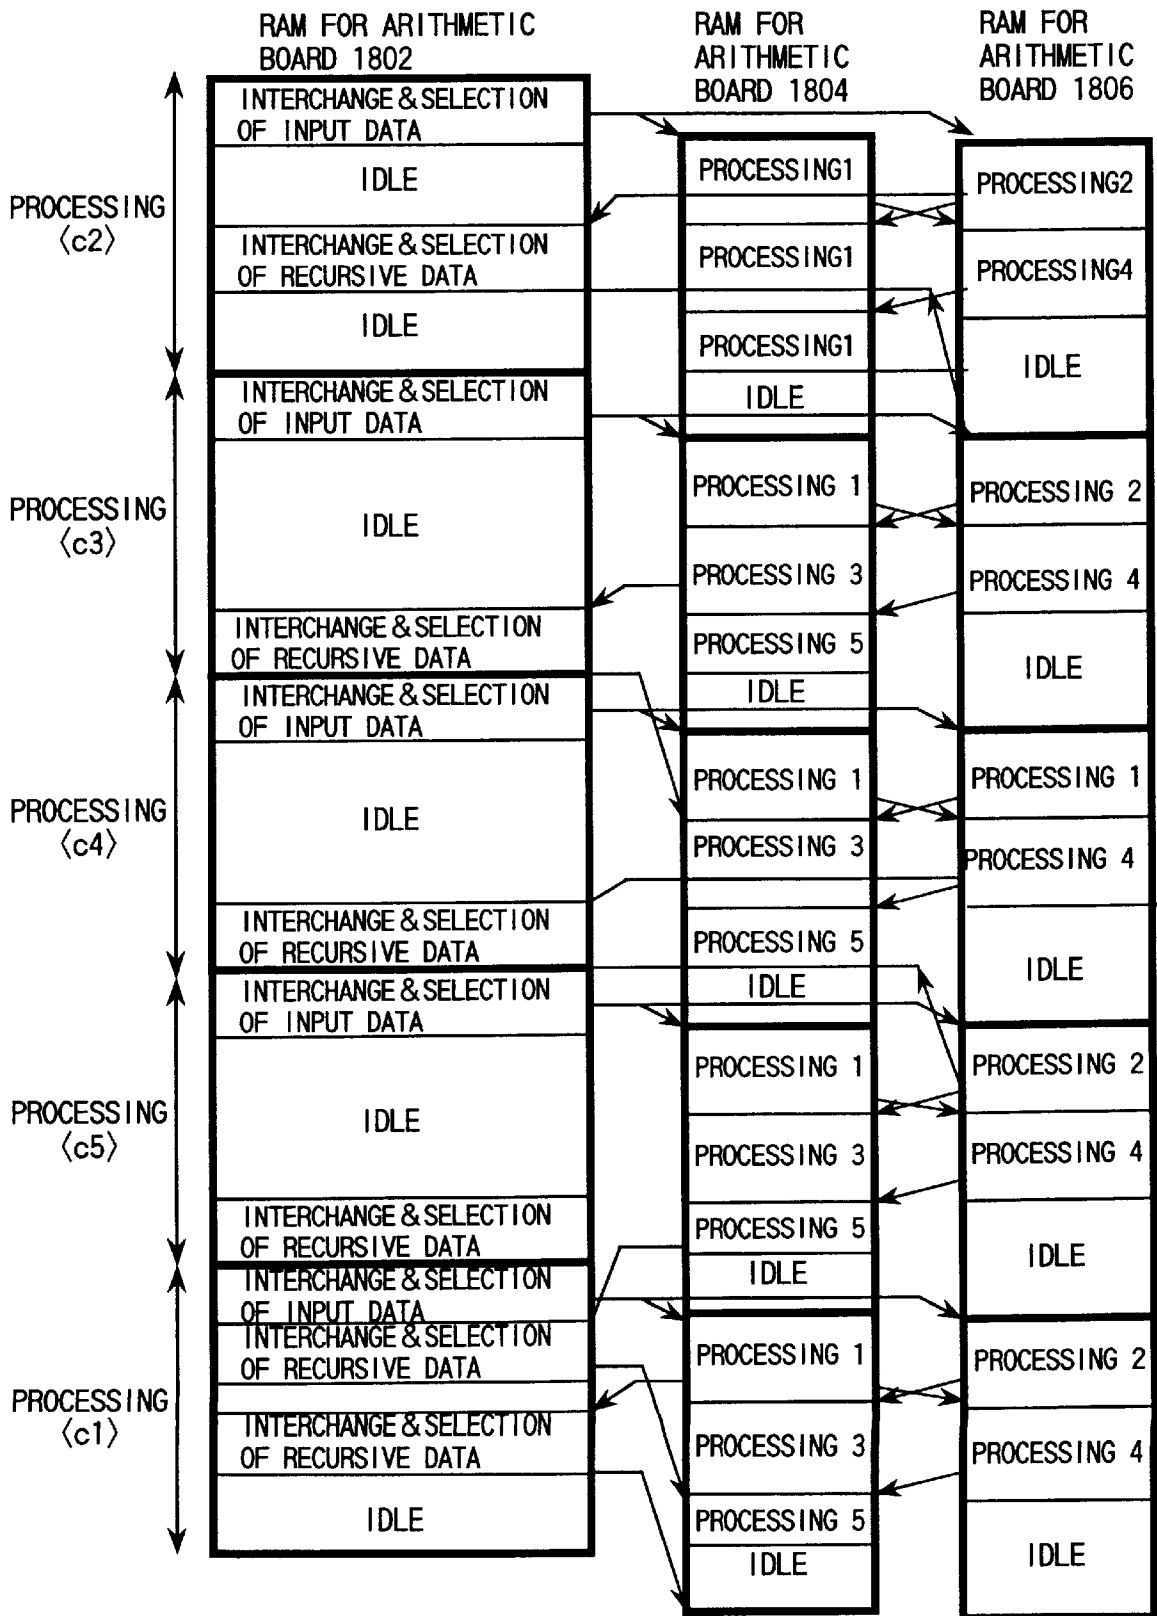 RAM FOR ARITHMETIC
BOARD 1802
RAM FOR
ARITHMETIC
BOARD 1804
RAM FOR
ARITHMETIC
BOARD 1806
PROCESSING
〈c2〉
INTERCHANGE & SELECTION
OF INPUT DATA
IDLE
INTERCHANGE & SELECTION
OF RECURSIVE DATA
IDLE
PROCESSING1
PROCESSING1
PROCESSING1
IDLE
PROCESSING2
PROCESSING4
IDLE
PROCESSING
〈c3〉
INTERCHANGE & SELECTION
OF INPUT DATA
IDLE
INTERCHANGE & SELECTION
OF RECURSIVE DATA
PROCESSING 1
PROCESSING 3
PROCESSING 5
IDLE
PROCESSING 2
PROCESSING 4
IDLE
PROCESSING
〈c4〉
INTERCHANGE & SELECTION
OF INPUT DATA
IDLE
INTERCHANGE & SELECTION
OF RECURSIVE DATA
PROCESSING 1
PROCESSING 3
PROCESSING 5
IDLE
PROCESSING 1
PROCESSING 4
IDLE
PROCESSING
〈c5〉
INTERCHANGE & SELECTION
OF INPUT DATA
IDLE
INTERCHANGE & SELECTION
OF RECURSIVE DATA
PROCESSING 1
PROCESSING 3
PROCESSING 5
IDLE
PROCESSING 2
PROCESSING 4
IDLE
PROCESSING
〈c1〉
INTERCHANGE & SELECTION
OF INPUT DATA
INTERCHANGE & SELECTION
OF RECURSIVE DATA
INTERCHANGE & SELECTION
OF RECURSIVE DATA
IDLE
PROCESSING 1
PROCESSING 3
PROCESSING 5
IDLE
PROCESSING 2
PROCESSING 4
IDLE